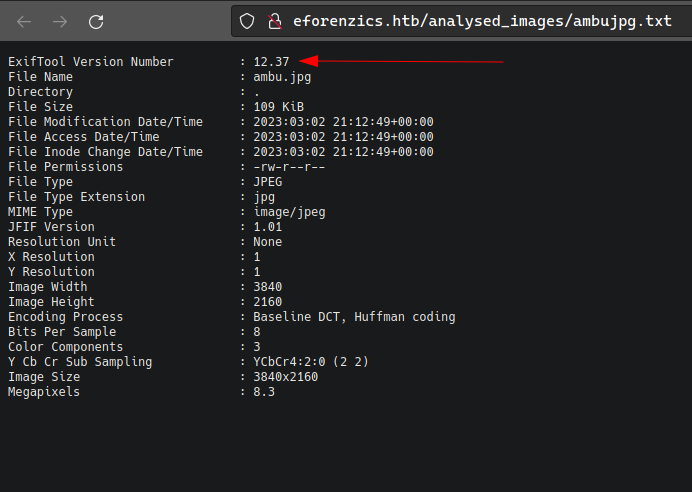 eforenzics.htb/analysed_images/ambujpg.txt
ExifTool Version Number : 12.37
File Name : ambu.jpg
Directory : .
File Size : 109 KiB
File Modification Date/Time : 2023:03:02 21:12:49+00:00
File Access Date/Time : 2023:03:02 21:12:49+00:00
File Inode Change Date/Time : 2023:03:02 21:12:49+00:00
File Permissions : -rw-r--r--
File Type : JPEG
File Type Extension : jpg
MIME Type : image/jpeg
JFIF Version : 1.01
Resolution Unit : None
X Resolution : 1
Y Resolution : 1
Image Width : 3840
Image Height : 2160
Encoding Process : Baseline DCT, Huffman coding
Bits Per Sample : 8
Color Components : 3
Y Cb Cr Sub Sampling : YCbCr4:2:0 (2 2)
Image Size : 3840x2160
Megapixels : 8.3